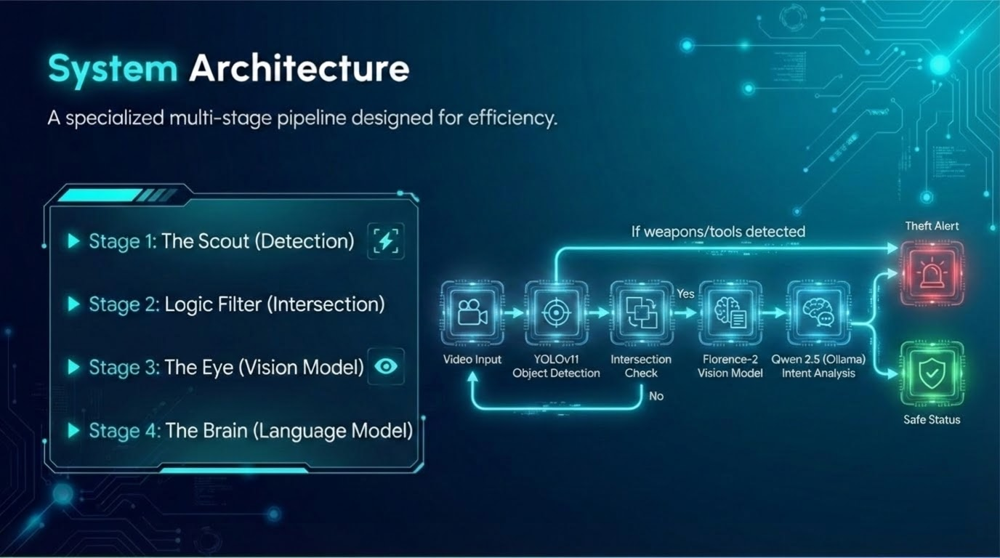 System Architecture
A specialized multi-stage pipeline designed for efficiency.
Stage 1: The Scout (Detection)
Stage 2: Logic Filter (Intersection)
Stage 3: The Eye (Vision Model)
Stage 4: The Brain (Language Model)
If weapons/tools detected
Theft Alert
Yes
Video Input
YOLOv11
Object Detection
Intersection
Check
Florence-2
Vision Model
Qwen 2.5 (Ollama)
Intent Analysis
No
Safe Status